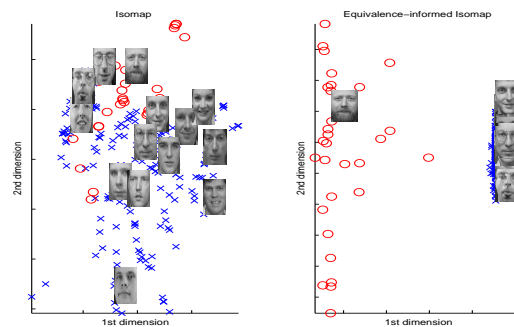 Isomap
2nd dimension
1st dimension
Equivalence−informed Isomap
2nd dimension
1st dimension